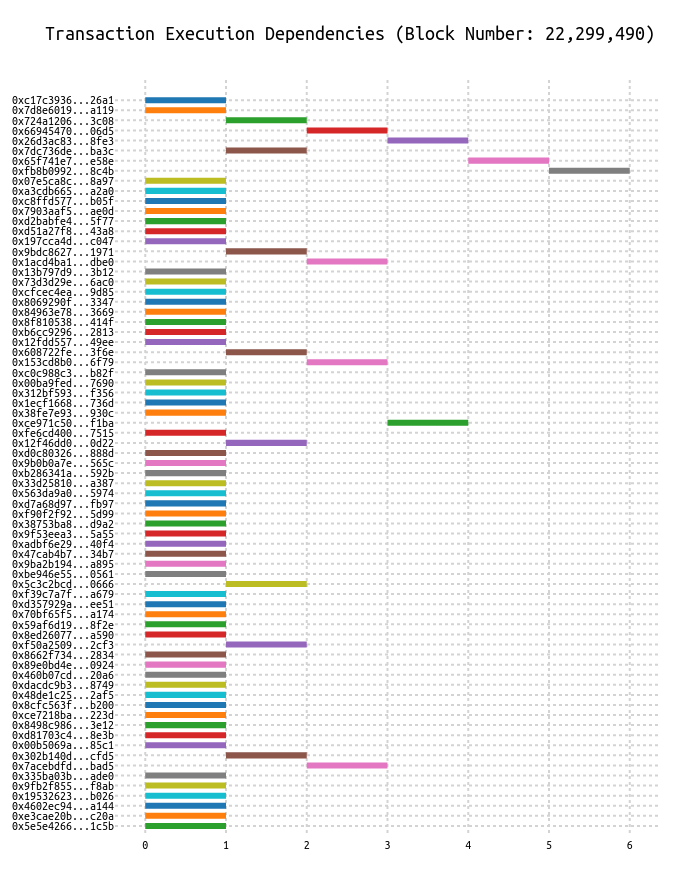 Transaction Execution Dependencies (Block Number: 22,299,490)
0xc17c3936...26a1
0x7d8e6019...a119
0x724a1206...3c08
0x66945470...06d5
0x26d3ac83...8fe3
0x7dc736de...ba3c
0x65f741e7...e58e
0xfb8b0992...8c4b
0x07e5ca8c...8a97
0xa3cdb665...a2a0
0xc8ffd577...b05f
0x7903aaf5...ae0d
0xd2babfe4...5f77
0xd51a27f8...43a8
0x197cca4d...c047
0x9bdc8627...1971
0x1acd4ba1...dbe0
0x13b797d9...3b12
0x73d3d29e...6ac0
0xcfcec4ea...9d85
0x8069290f...3347
0x84963e78...3669
0x8f810538...414f
0xb6cc9296...2813
0x12fdd557...49ee
0x608722fe...3f6e
0x153cd8b0...6f79
0xc0c988c3...b82f
0x00ba9fed...7690
0x312bf593...f356
0x1ecf1668...736d
0x38fe7e93...930c
0xce971c50...f1ba
0xfe6cd400...7515
0x12f46dd0...0d22
0xd0c80326...888d
0x9b0b0a7e...565c
0xb286341a...592b
0x33d25810...a387
0x563da9a0...5974
0xd7a68d97...fb97
0xf90f2f92...5d99
0x38753ba8...d9a2
0x9f53eea3...5a55
0xadbf6e29...40f4
0x47cab4b7...34b7
0x9ba2b194...a895
0xbe946e55...0561
0x5c3c2bcd...0666
0xf39c7a7f...a679
0xd357929a...ee51
0x70bf65f5...a174
0x59af6d19...8f2e
0x8ed26077...a590
0xf50a2509...2cf3
0x8662f734...2834
0x89e0bd4e...0924
0x460b07cd...20a6
0xdacdc9b3...8749
0x48de1c25...2af5
0x8cfc563f...b200
0xce7218ba...223d
0x8498c986...3e12
0xd81703c4...8e3b
0x00b5069a...85c1
0x302b140d...cfd5
0x7acebdfd...bad5
0x335ba03b...ade0
0x9fb2f855...f8ab
0x19532623...b026
0x4602ec94...a144
0xe3cae20b...c20a
0x5e5e4266...1c5b
0 1 2 3 4 5 6